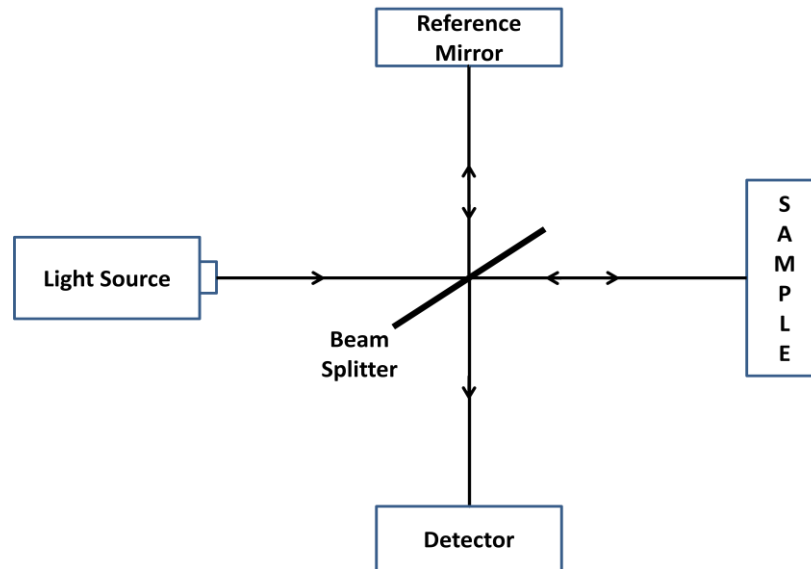 Reference
Mirror
Light Source
S
A
M
P
L
E
Beam
Splitter
Detector